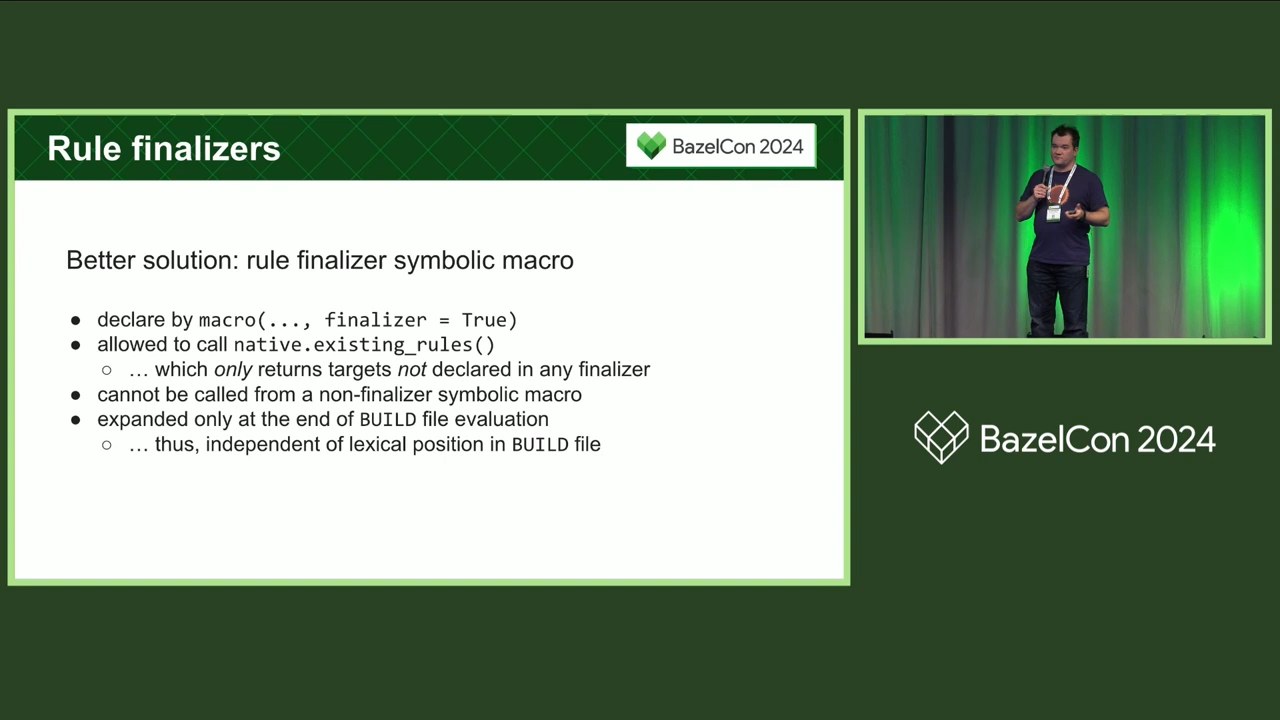 Rule finalizers
BazelCon 2024
Better solution: rule finalizer symbolic macro
● declare by macro(..., finalizer = True)
● allowed to call native.existing_rules()
○ … which only returns targets not declared in any finalizer
● cannot be called from a non-finalizer symbolic macro
● expanded only at the end of BUILD file evaluation
○ … thus, independent of lexical position in BUILD file
BazelCon 2024